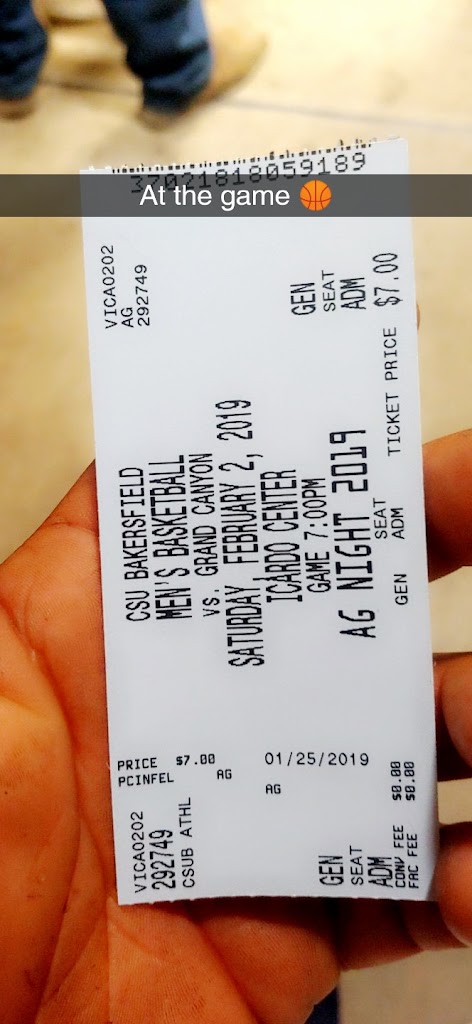 37021818059189
At the game 🏀
VICA0202
AG
292749
GEN
SEAT
ADM
$7.00
TICKET PRICE
CSU BAKERSFIELD
MEN'S BASKETBALL
VS. GRAND CANYON
SATURDAY, FEBRUARY 2, 2019
ICARDO CENTER
GAME 7:00PM
AG NIGHT 2019
SEAT
GEN ADM
PRICE $7.00
PCINFEL AG
01/25/2019
AG
$0.00
$0.00
VICA0202
292749
CSUB ATHL
GEN
SEAT
ADM
CONV FEE
FAC FEE